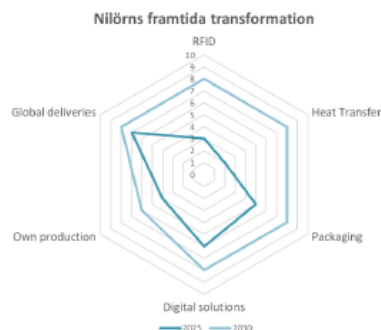 Nilörns framtida transformation
RFID
10
9
8
7
6
5
4
3
2
1
0
Global deliveries
Heat Transfer
Own production
Packaging
Digital solutions
2025 2030